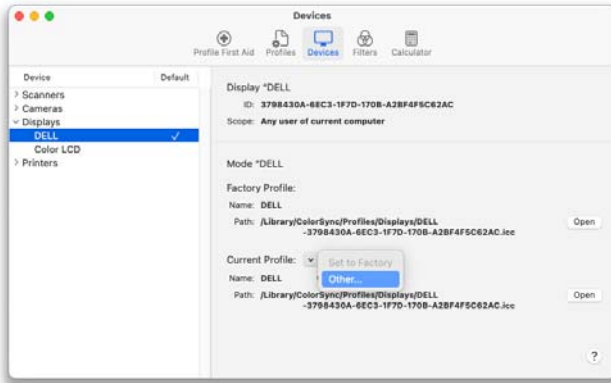 Devices
Profile First Aid Profiles Devices Filters Calculator
Device Default
Scanners
Cameras
Displays
DELL
Color LCD
Printers
Display "DELL
ID: 3798430A-6EC3-1F7D-170B-A2BF4F5C62AC
Scope: Any user of current computer
Mode "DELL
Factory Profile:
Name: DELL
Path: /Library/ColorSync/Profiles/Displays/DELL
-3798430A-6EC3-1F7D-170B-A2BF4F5C62AC.icc
Open
Current Profile:
Set to Factory
Other...
Name: DELL
Path: /Library/ColorSync/Profiles/Displays/DELL
-3798430A-6EC3-1F7D-170B-A2BF4F5C62AC.icc
Open
?